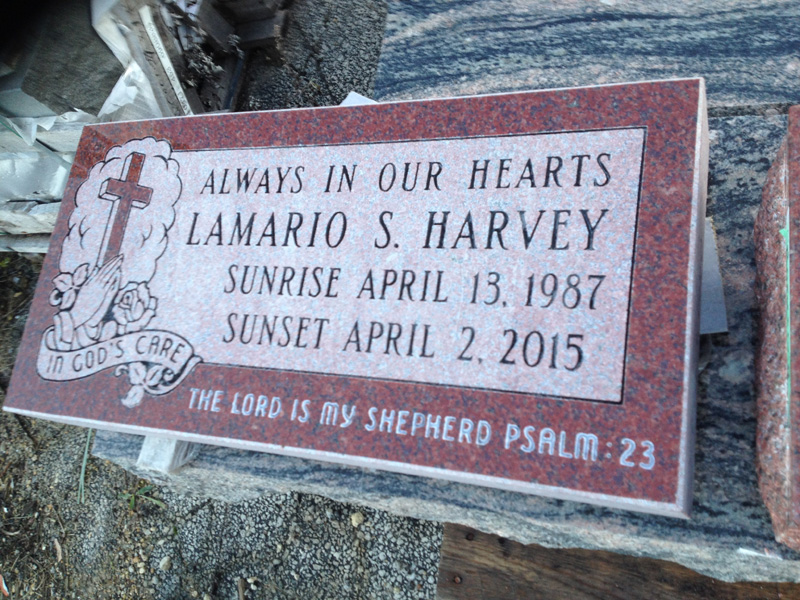 ALWAYS IN OUR HEARTS
LAMARIO S. HARVEY
SUNRISE APRIL 13, 1987
SUNSET APRIL 2, 2015
IN GOD'S CARE
THE LORD IS MY SHEPHERD PSALM:23